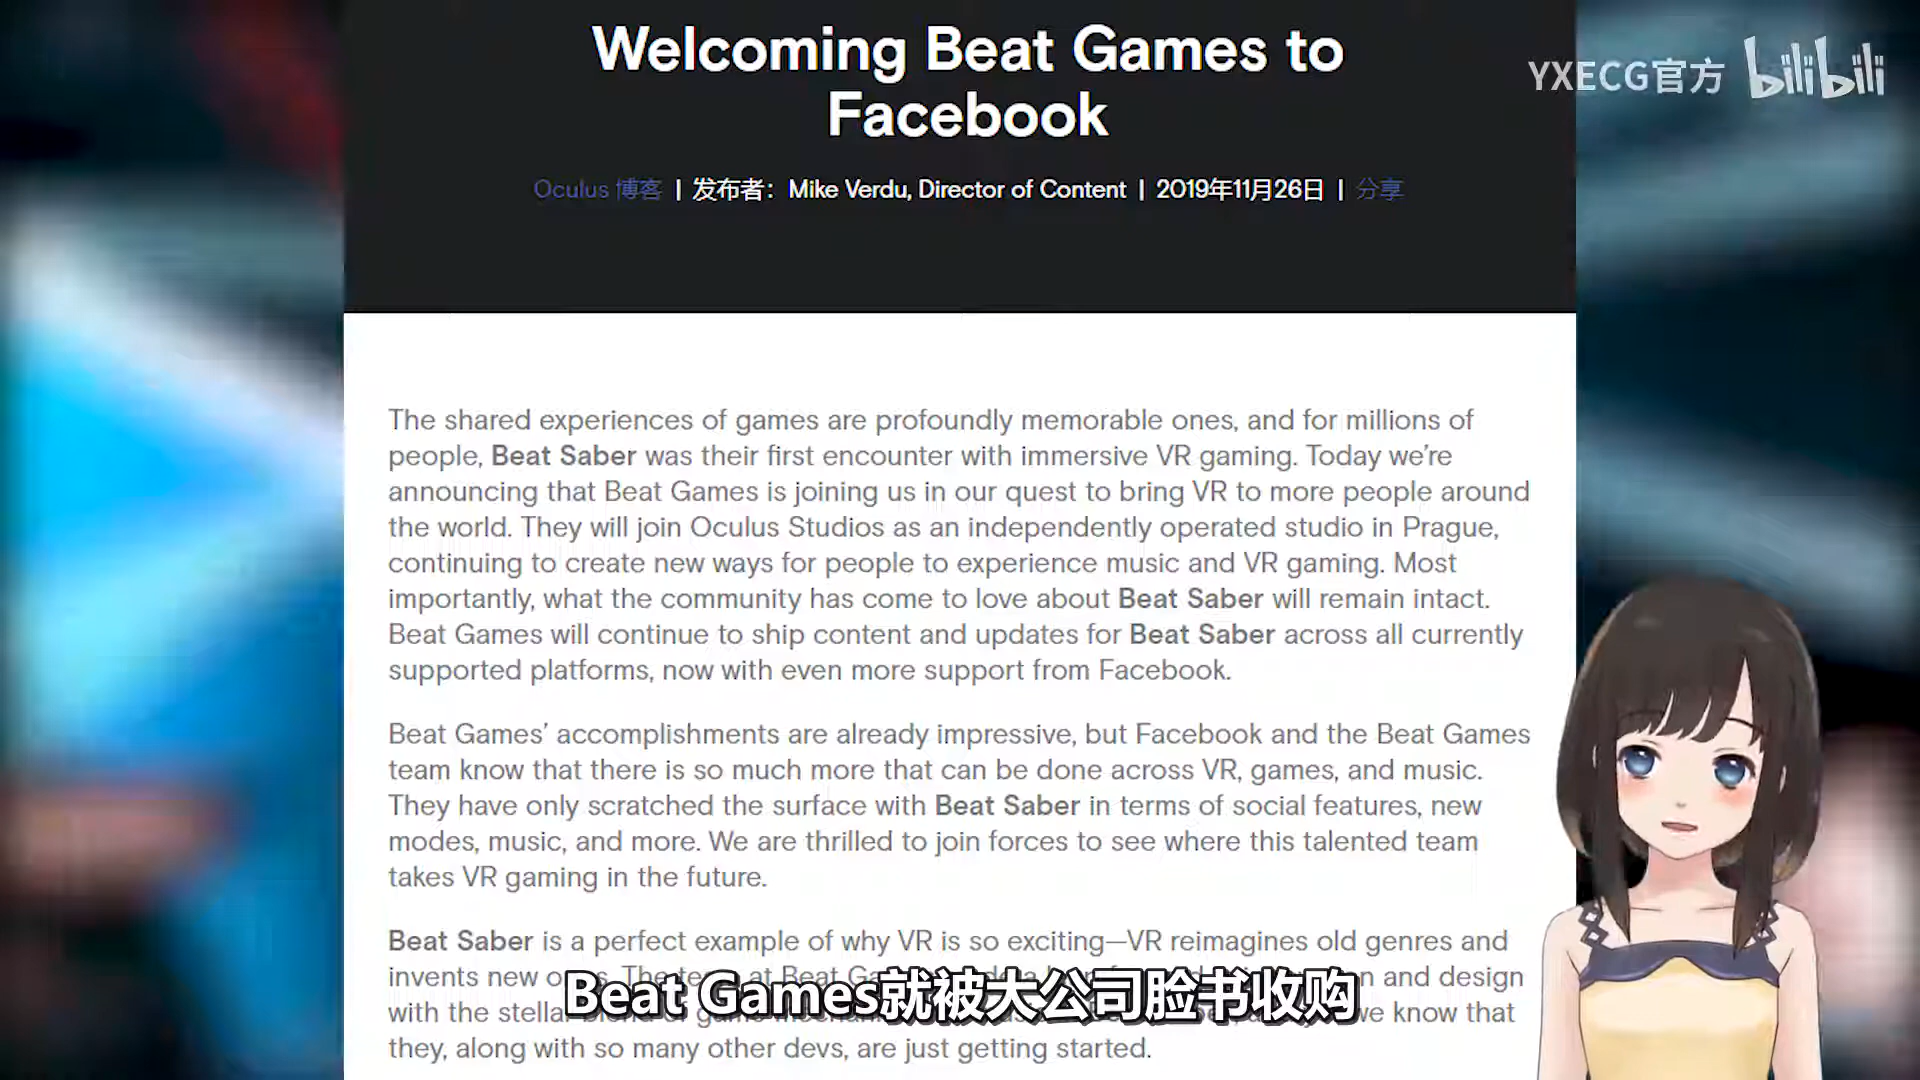 Welcoming Beat Games to
Facebook
YXECG官方 bilibili
Oculus 博客 | 发布者：Mike Verdu, Director of Content | 2019年11月26日 | 分享
The shared experiences of games are profoundly memorable ones, and for millions of
people, Beat Saber was their first encounter with immersive VR gaming. Today we're
announcing that Beat Games is joining us in our quest to bring VR to more people around
the world. They will join Oculus Studios as an independently operated studio in Prague,
continuing to create new ways for people to experience music and VR gaming. Most
importantly, what the community has come to love about Beat Saber will remain intact.
Beat Games will continue to ship content and updates for Beat Saber across all currently
supported platforms, now with even more support from Facebook.
Beat Games' accomplishments are already impressive, but Facebook and the Beat Games
team know that there is so much more that can be done across VR, games, and music.
They have only scratched the surface with Beat Saber in terms of social features, new
modes, music, and more. We are thrilled to join forces to see where this talented team
takes VR gaming in the future.
Beat Saber is a perfect example of why VR is so exciting—VR reimagines old genres and
invents new The at Beat and design
with the we know that
they, along with so many other devs, are just getting started.
Beat Games就被大公司脸书收购